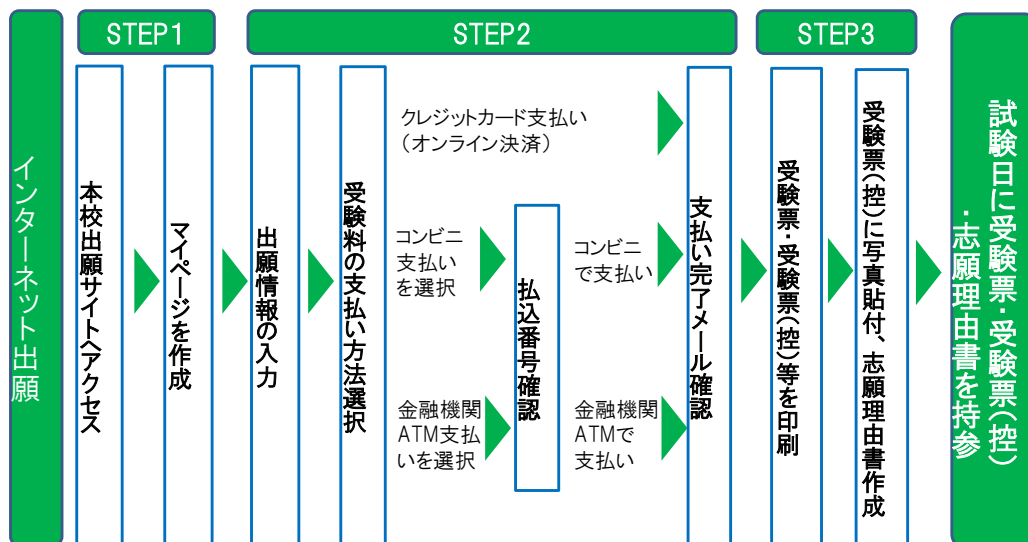 インターネット出願
STEP1
本校出願サイトへアクセス
マイページを作成
STEP2
出願情報の入力
受験料の支払い方法選択
クレジットカード支払い
（オンライン決済）
コンビニ
支払い
を選択
金融機関
ATM支払
いを選択
払込番号確認
コンビニ
で支払い
金融機関
ATMで
支払い
支払い完了メール確認
STEP3
受験票・受験票（控）等を印刷
受験票（控）に写真貼付、志願理由書作成
試験日に受験票・受験票（控）
・志願理由書を持参